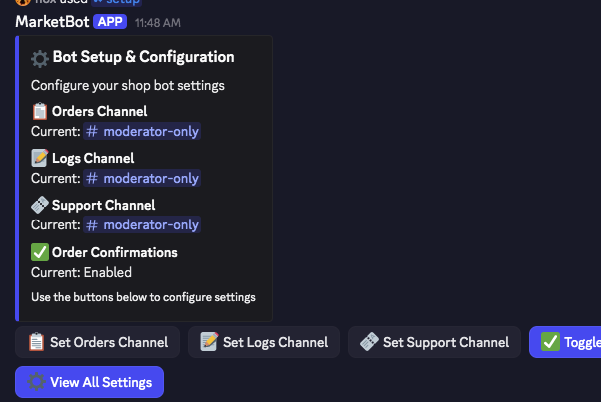 nox used setup
MarketBot APP 11:48 AM
Bot Setup & Configuration
Configure your shop bot settings
Orders Channel
Current: # moderator-only
Logs Channel
Current: # moderator-only
Support Channel
Current: # moderator-only
Order Confirmations
Current: Enabled
Use the buttons below to configure settings
Set Orders Channel Set Logs Channel Set Support Channel Toggle
View All Settings